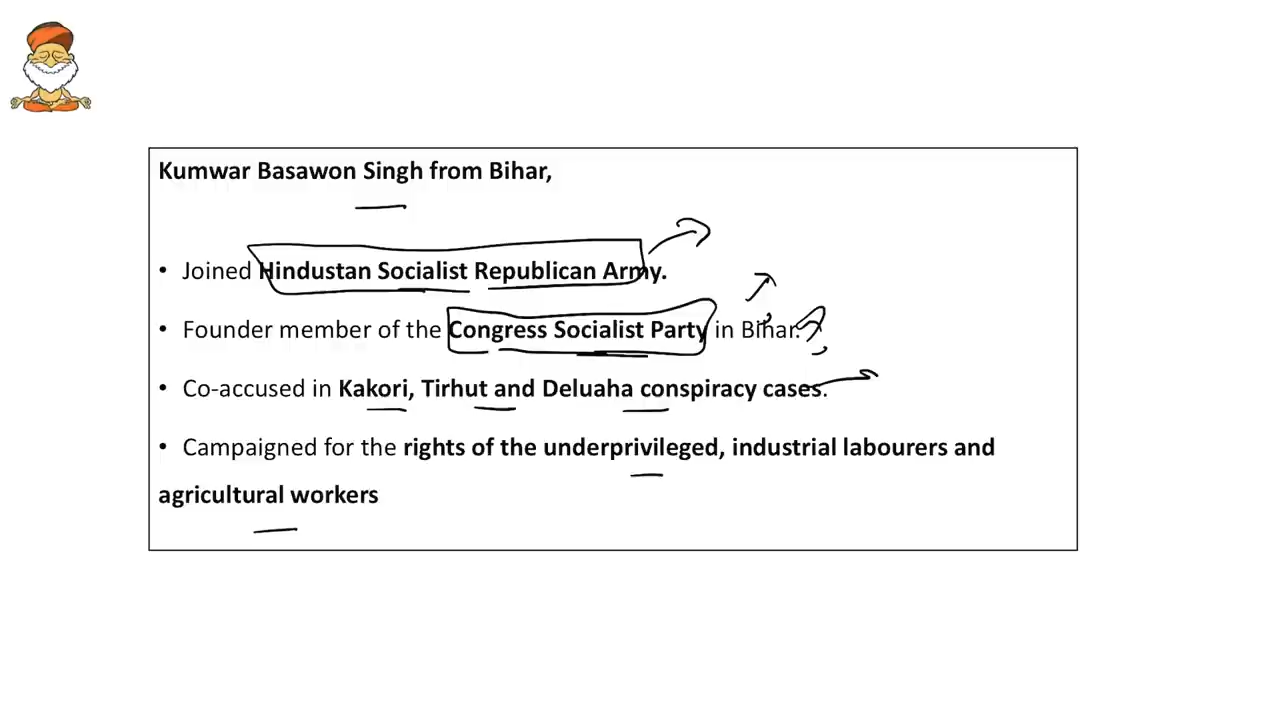 Kumwar Basawon Singh from Bihar,
• Joined Hindustan Socialist Republican Army.
• Founder member of the Congress Socialist Party in Bihar.
• Co-accused in Kakori, Tirhut and Deluaha conspiracy cases.
• Campaigned for the rights of the underprivileged, industrial labourers and
agricultural workers